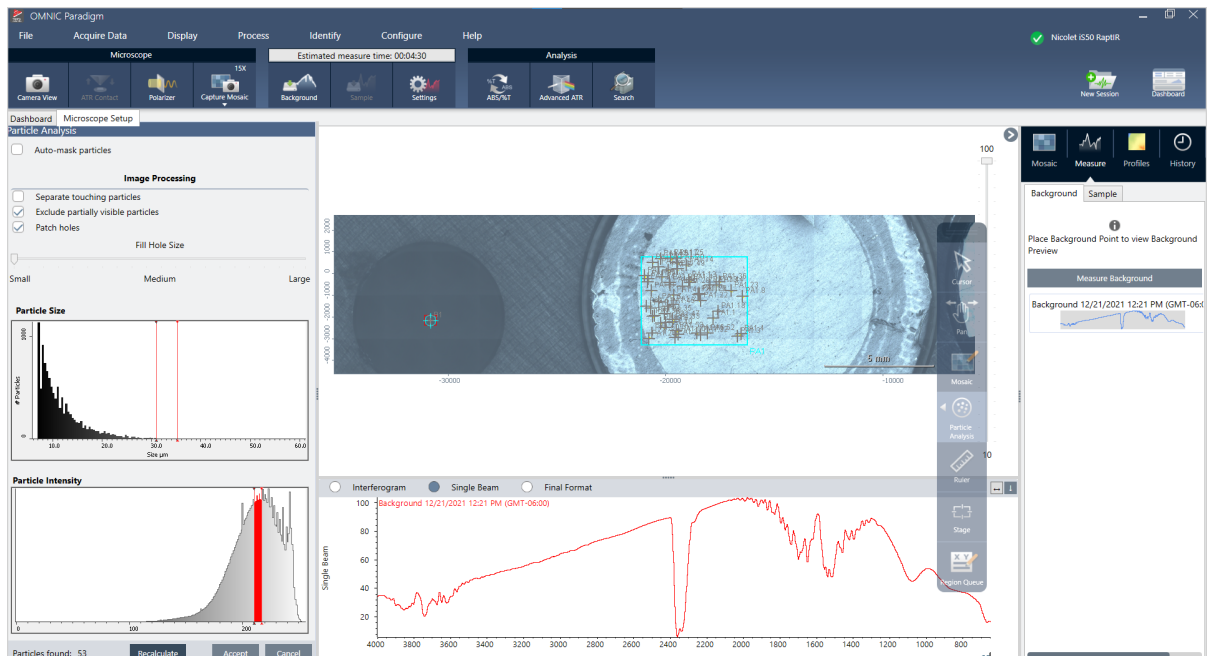 OMNIC Paradigm
File Acquire Data Display Process Identify Configure Help
Nicolet iS50 RaptIR
Microscope
Estimated measure time: 00:04:30
Analysis
15X
Camera View ATR Contact Polarizer Capture Mosaic Background Sample Settings ABS/%T Advanced ATR Search
New Session Dashboard
Dashboard Microscope Setup
Particle Analysis
Auto-mask particles
Image Processing
Separate touching particles
Exclude partially visible particles
Patch holes
Fill Hole Size
Small Medium Large
Particle Size
1000
# Particles
0
10.0 20.0 30.0 40.0 50.0 60.0
Size µm
Particle Intensity
0 100 200
Particles found: 53 Recalculate Accept Cancel
100
2000
1000
0
-1000
-2000
-3000
-4000
PA1
5 mm
-30000 -20000 -10000
10
Cursor
Pan
Mosaic
Particle
Analysis
Ruler
Stage
X Y
Region Queue
Interferogram Single Beam Final Format
Background 12/21/2021 12:21 PM (GMT-06:00)
Single Beam
100
80
60
40
20
4000 3800 3600 3400 3200 3000 2800 2600 2400 2200 2000 1800 1600 1400 1200 1000 800
Mosaic Measure Profiles History
Background Sample
Place Background Point to view Background
Preview
Measure Background
Background 12/21/2021 12:21 PM (GMT-06:0